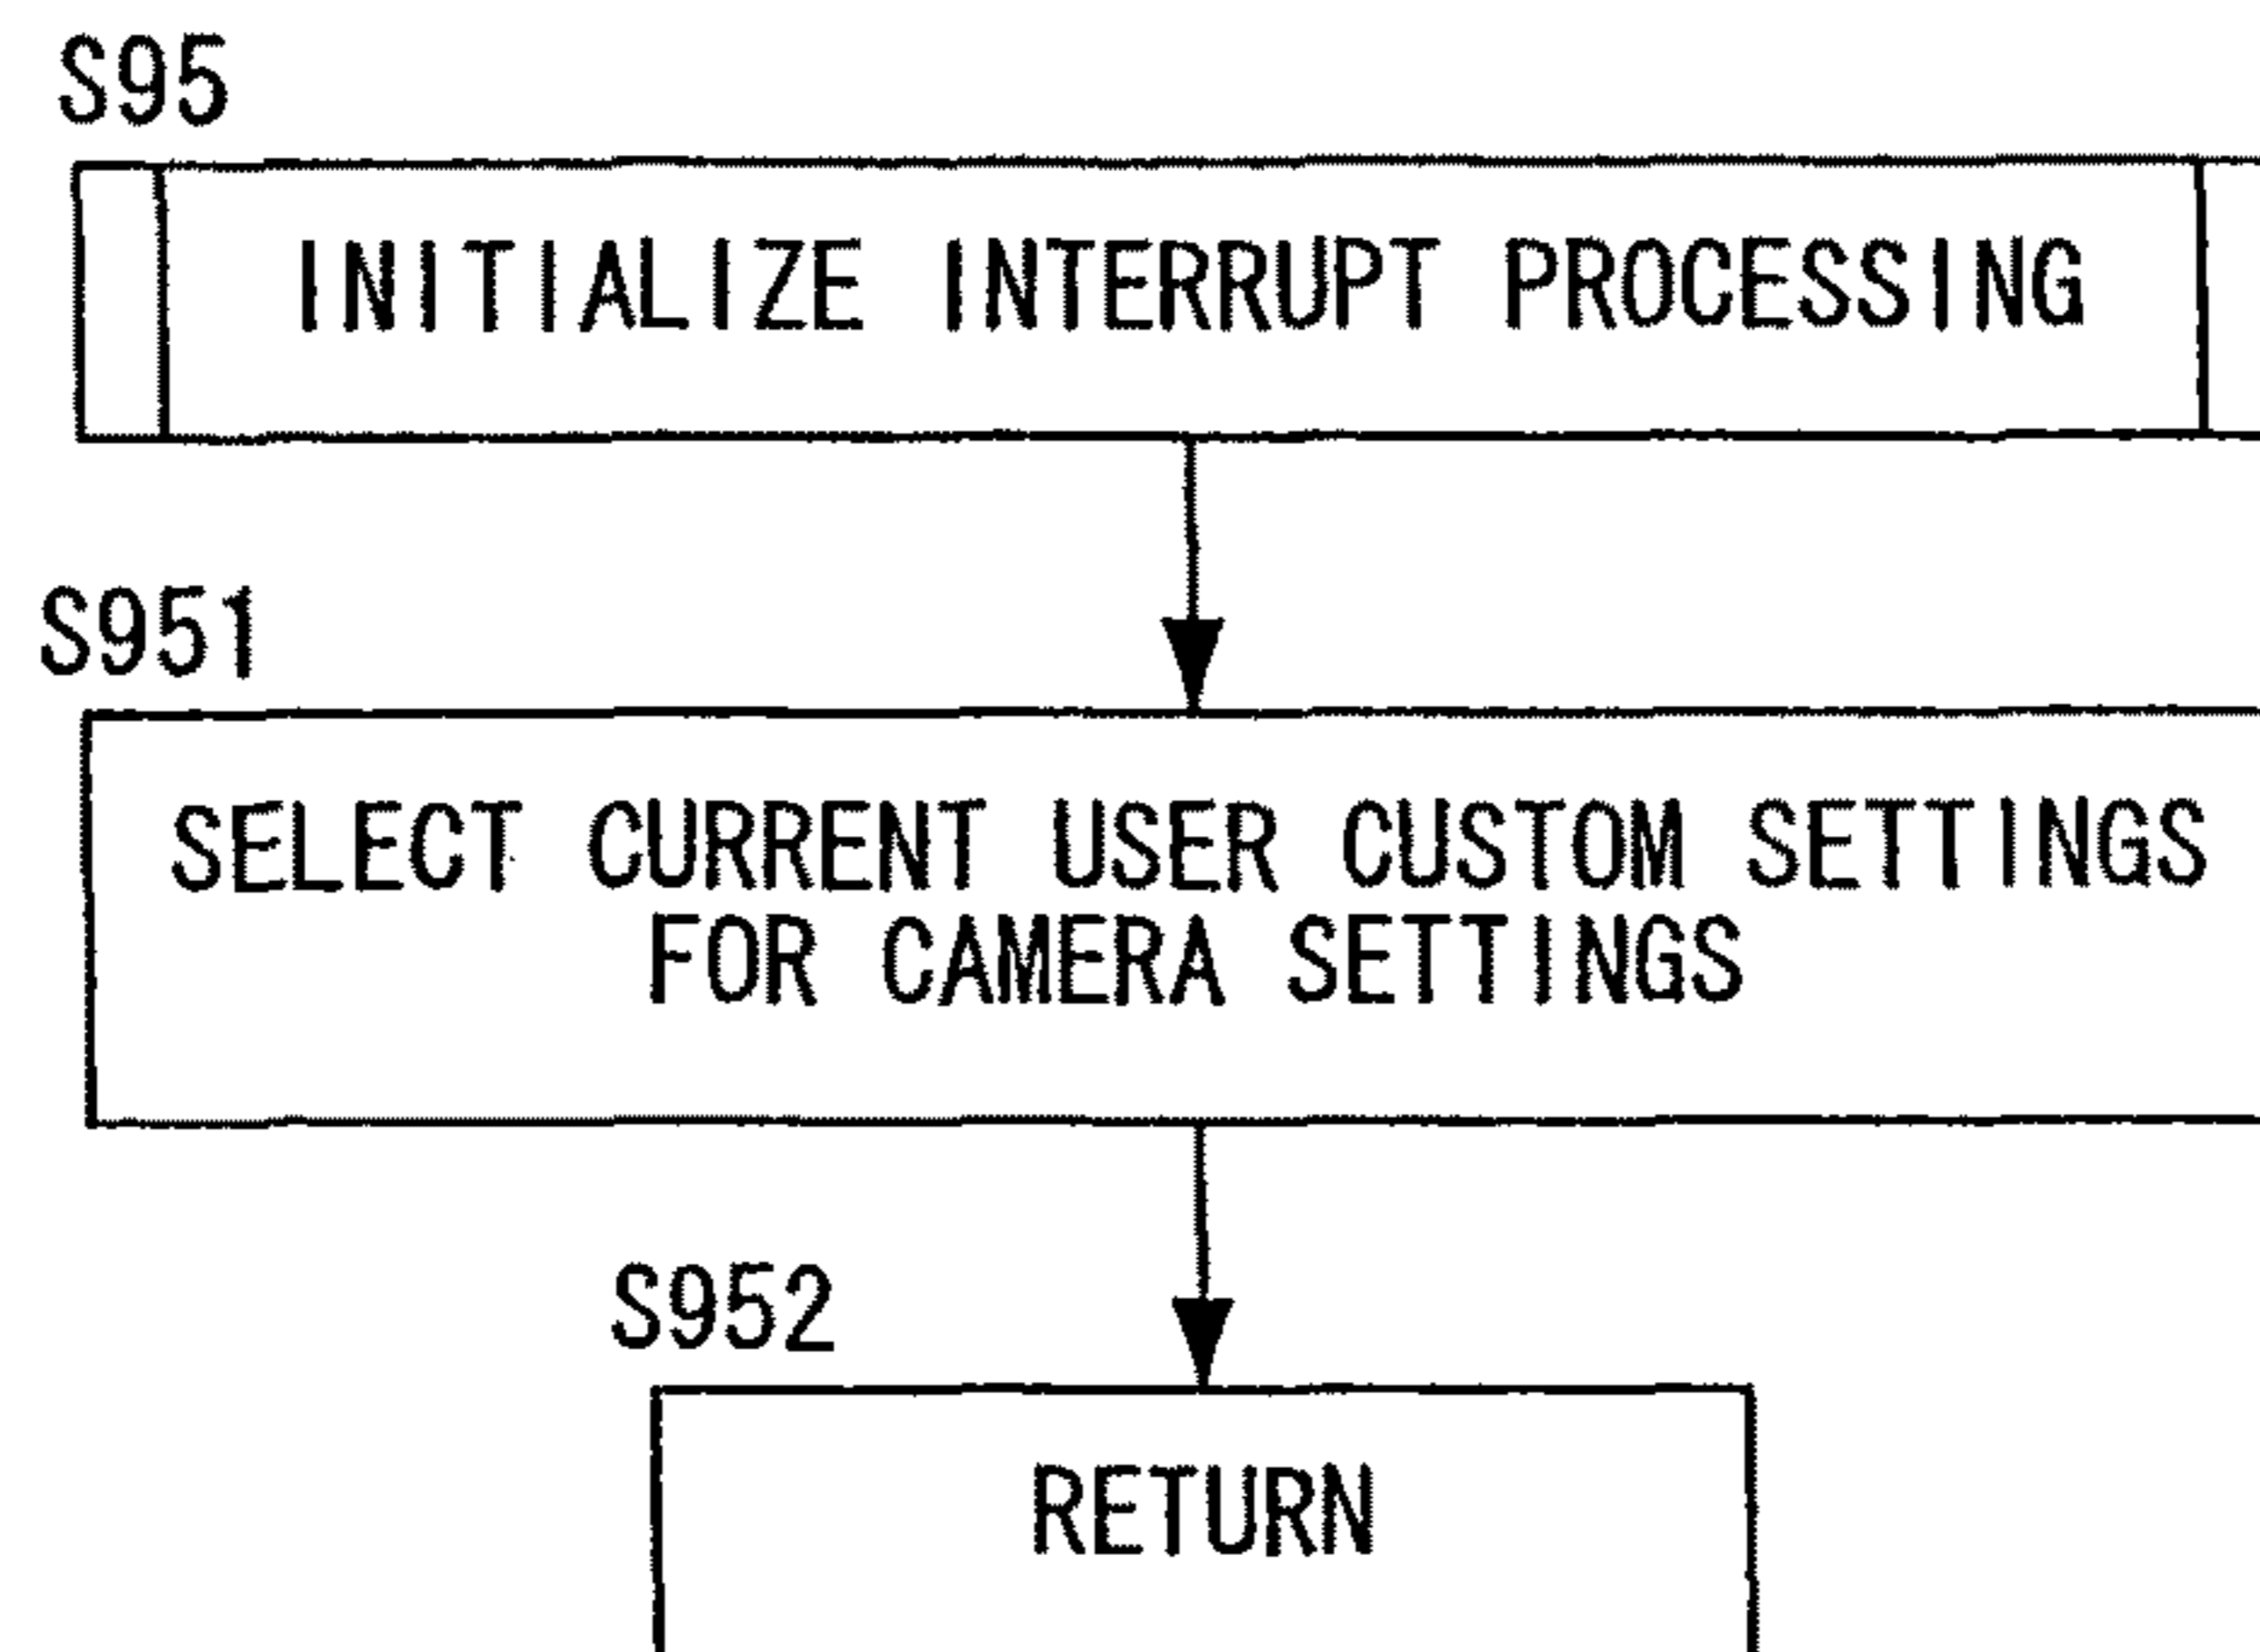 S95
INITIALIZE INTERRUPT PROCESSING
S951
SELECT CURRENT USER CUSTOM SETTINGS
FOR CAMERA SETTINGS
S952
RETURN